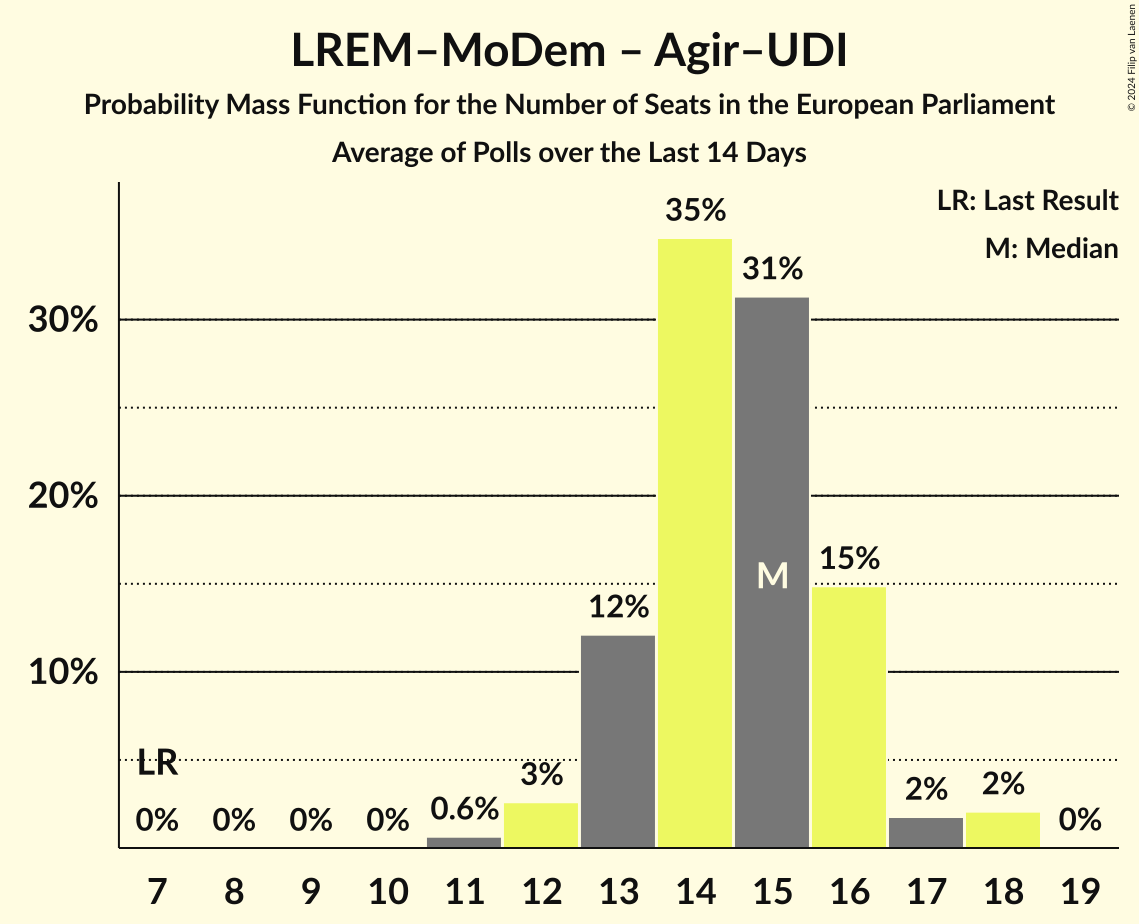 LREM–MoDem – Agir–UDI
Probability Mass Function for the Number of Seats in the European Parliament
Average of Polls over the Last 14 Days
© 2024 Filip van Laenen
LR: Last Result
M: Median
30%
20%
10%
LR
0%
0%
0%
0%
0.6%
3%
12%
35%
31%
M
15%
2%
2%
0%
7 8 9 10 11 12 13 14 15 16 17 18 19